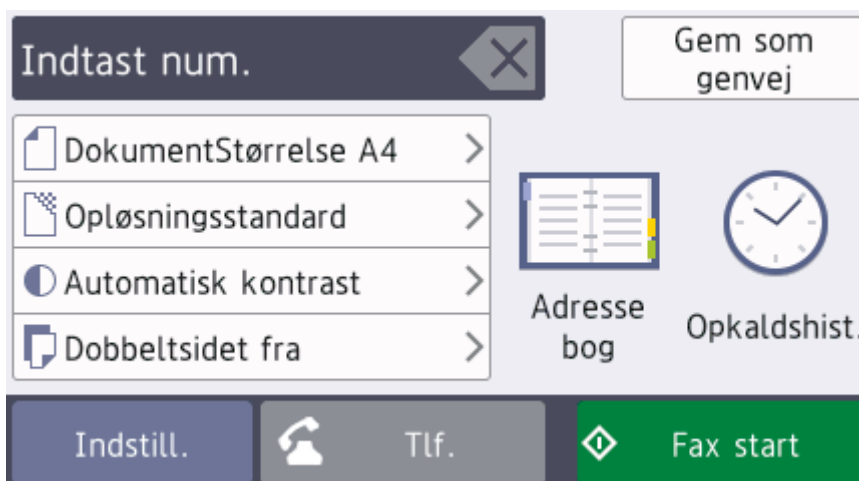 Indtast num.
Gem som
genvej
DokumentStørrelse A4
Opløsningsstandard
Automatisk kontrast
Dobbeltsidet fra
Adresse
bog
Opkaldshist.
Indstill.
Tlf.
Fax start